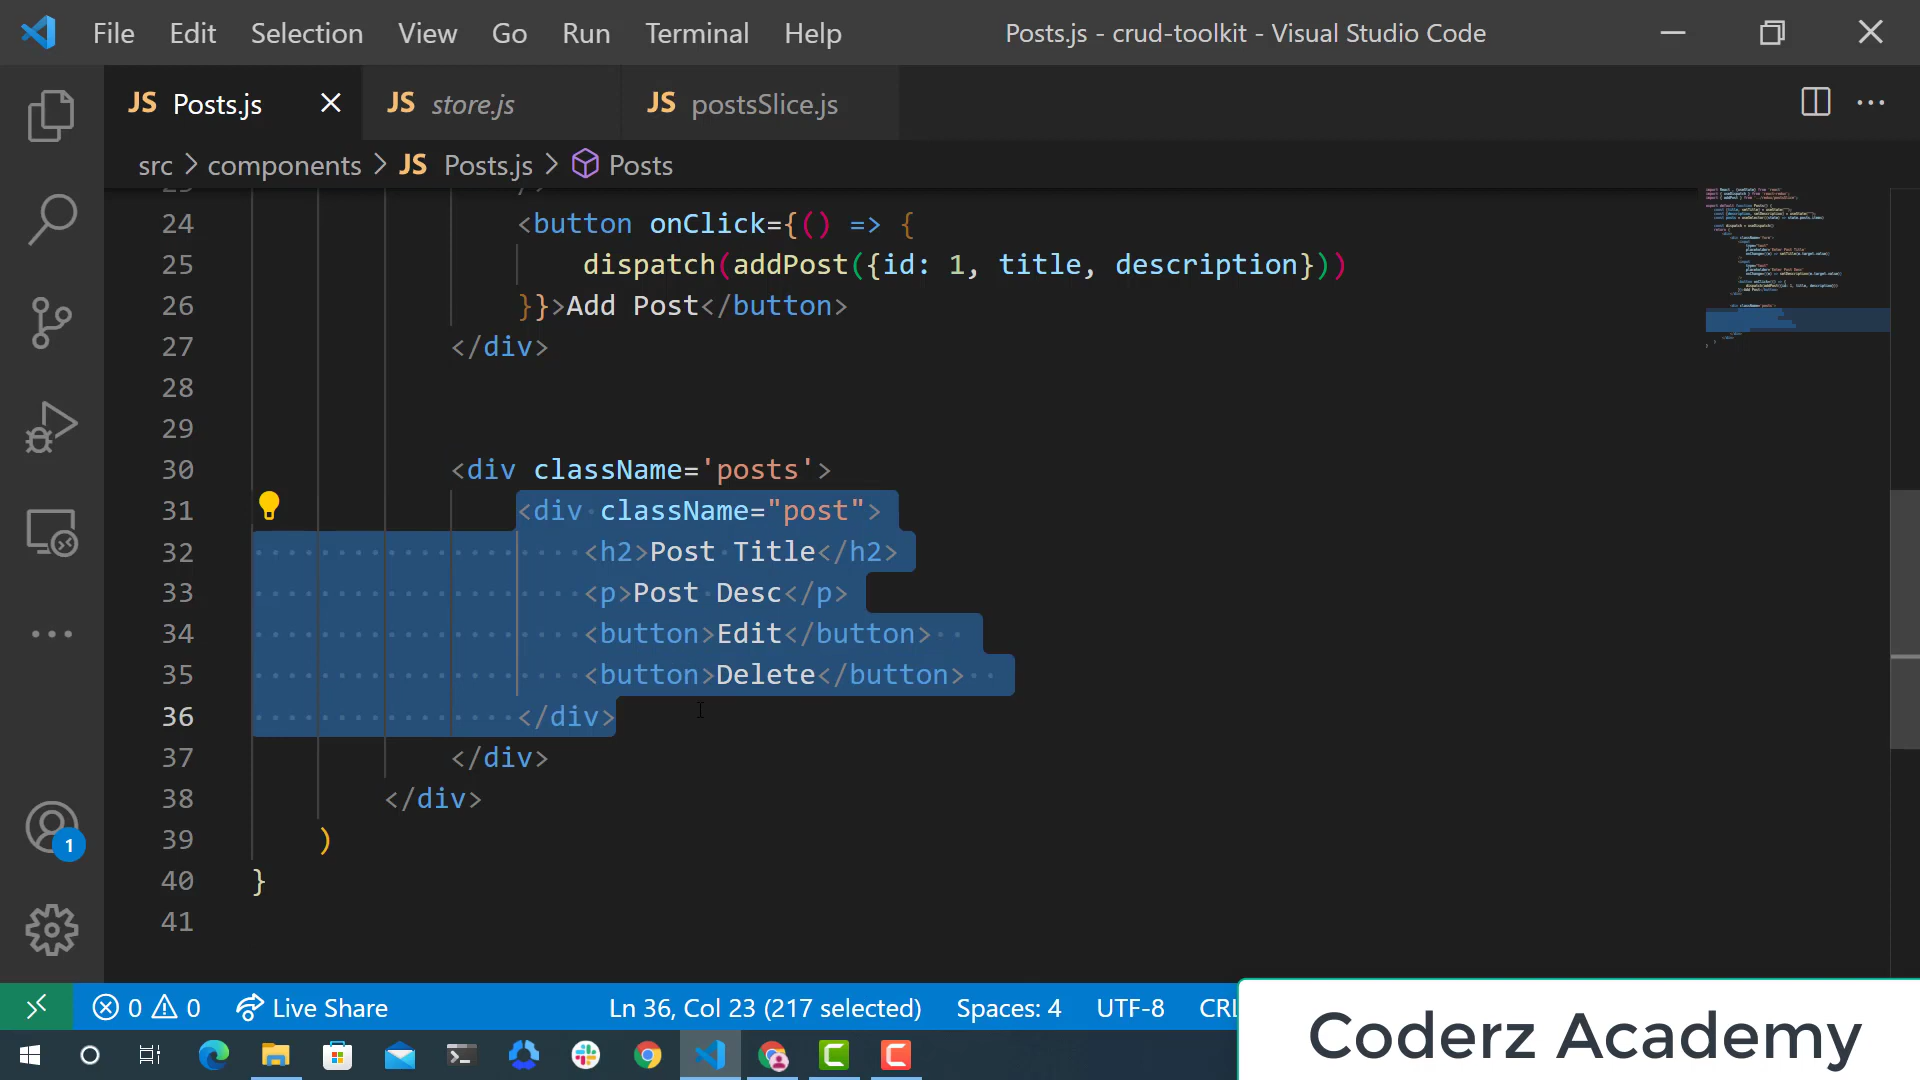 File Edit Selection View Go Run Terminal Help
Posts.js - crud-toolkit - Visual Studio Code
JS Posts.js
JS store.js
JS postsSlice.js
src > components > JS Posts.js > Posts
24 <button onClick={() => {
25 dispatch(addPost({id: 1, title, description}))
26 }}>Add Post</button>
27 </div>
28
29
30 <div className='posts'>
31 <div className="post">
32 <h2>Post Title</h2>
33 <p>Post Desc</p>
34 <button>Edit</button>
35 <button>Delete</button>
36 </div>
37 </div>
38 </div>
39 )
40 }
41
1
0 0 Live Share Ln 36, Col 23 (217 selected) Spaces: 4 UTF-8
Coderz Academy